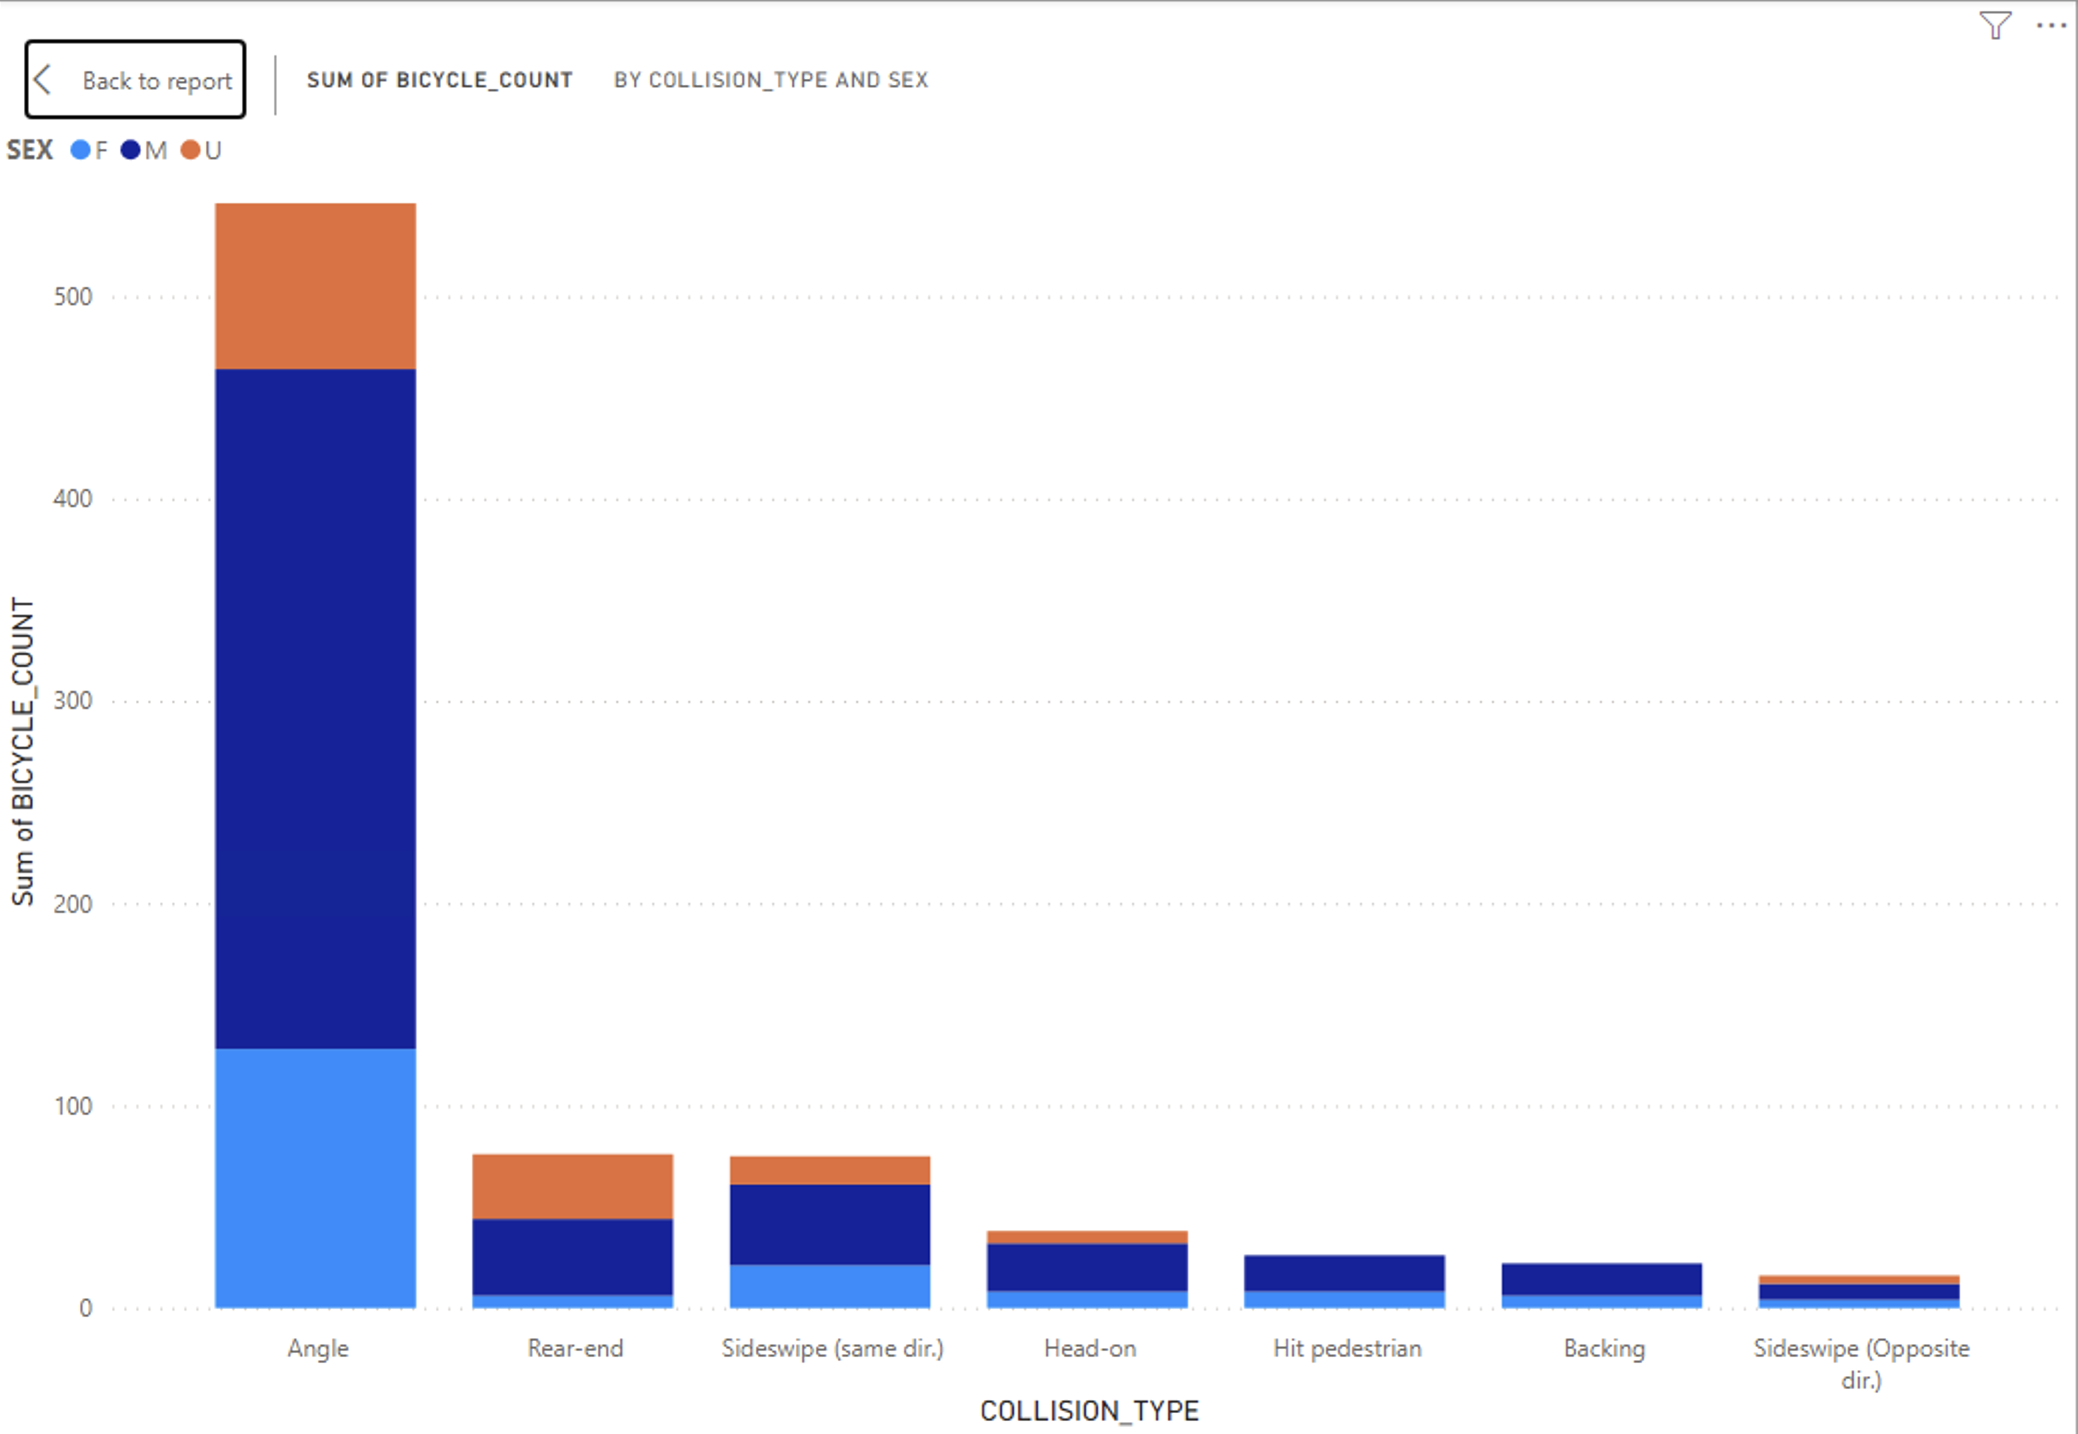 Back to report
SUM OF BICYCLE_COUNT BY COLLISION_TYPE AND SEX
SEX F M U
Sum of BICYCLE_COUNT
500
400
300
200
100
0
Angle Rear-end Sideswipe (same dir.) Head-on Hit pedestrian Backing Sideswipe (Opposite
dir.)
COLLISION_TYPE